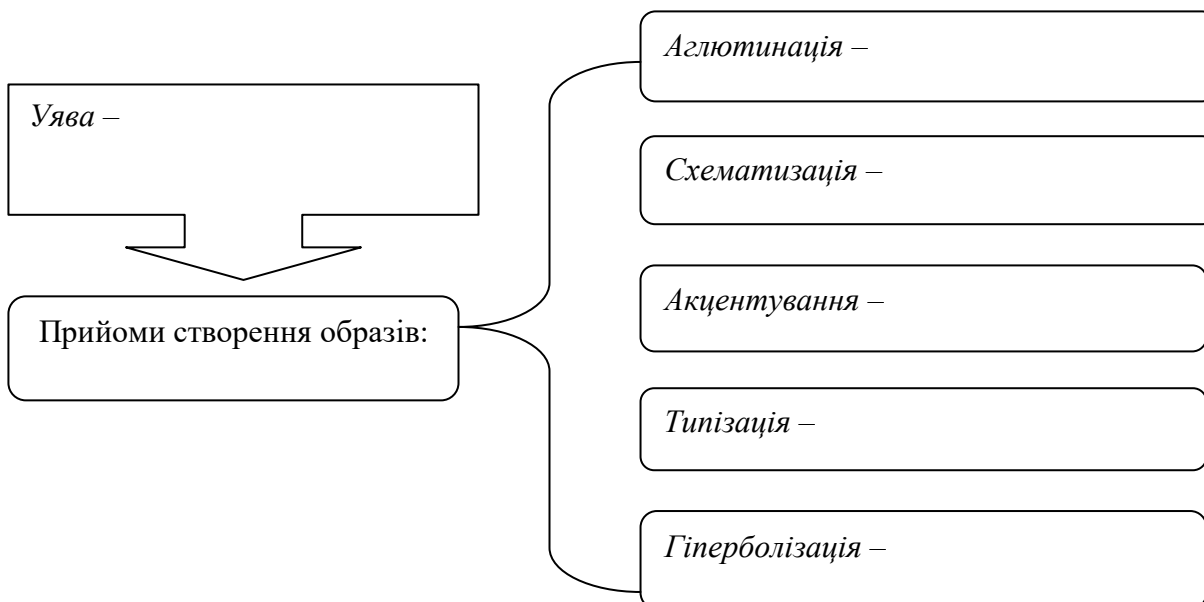 Уява –
Прийоми створення образів:
Аглютинація –
Схематизація –
Акцентування –
Типізація –
Гіперболізація –